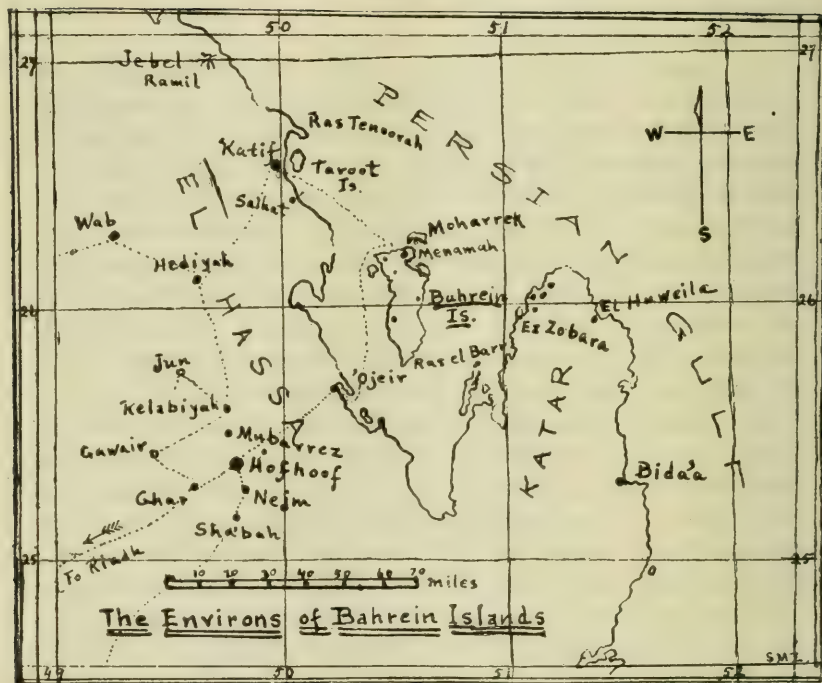 50
51
52
27
27
Jebel
Ramil
PERSIAN GULF
Ras Tenoorah
Katif
Taroot
Is.
W
E
S
EL HASSA
Salhat
Wab
Moharrek
Menamah
Hediyah
Bahrein
Is.
26
26
El Huweila
Ez Zobara
Ras el Barr
Jun
'Ojeir
Kelabiyah
KATAR
Mubarrez
Gawair
Hofhoof
Bida'a
Ghar
Nejm
Sha'bah
25
25
To Riadh
10 20 30 40 50 60 70
miles
The Environs of Bahrein Islands
S.M.Z.
49
50
51
52